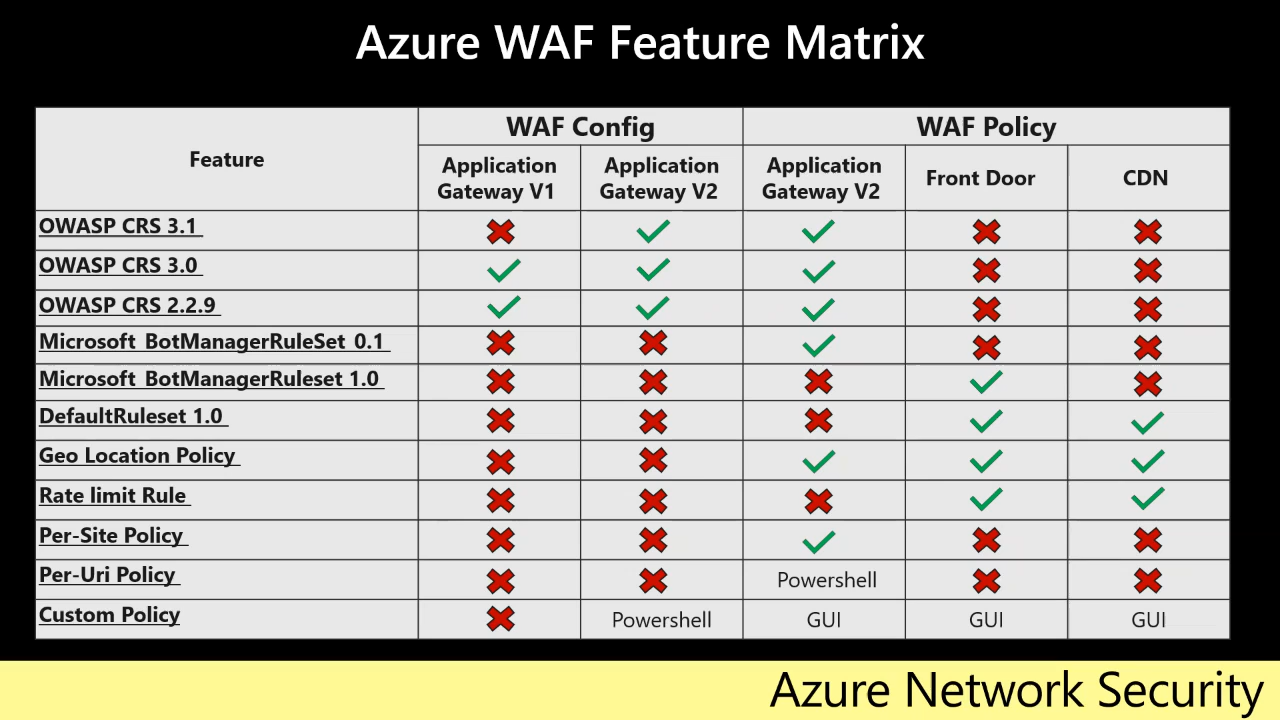 Azure WAF Feature Matrix
Feature
WAF Config
WAF Policy
Application
Gateway V1
Application
Gateway V2
Application
Gateway V2
Front Door
CDN
OWASP CRS 3.1
OWASP CRS 3.0
OWASP CRS 2.2.9
Microsoft_BotManagerRuleSet_0.1
Microsoft_BotManagerRuleset 1.0
DefaultRuleset 1.0
Geo Location Policy
Rate limit Rule
Per-Site Policy
Per-Uri Policy
Powershell
Custom Policy
Powershell
GUI
GUI
GUI
Azure Network Security